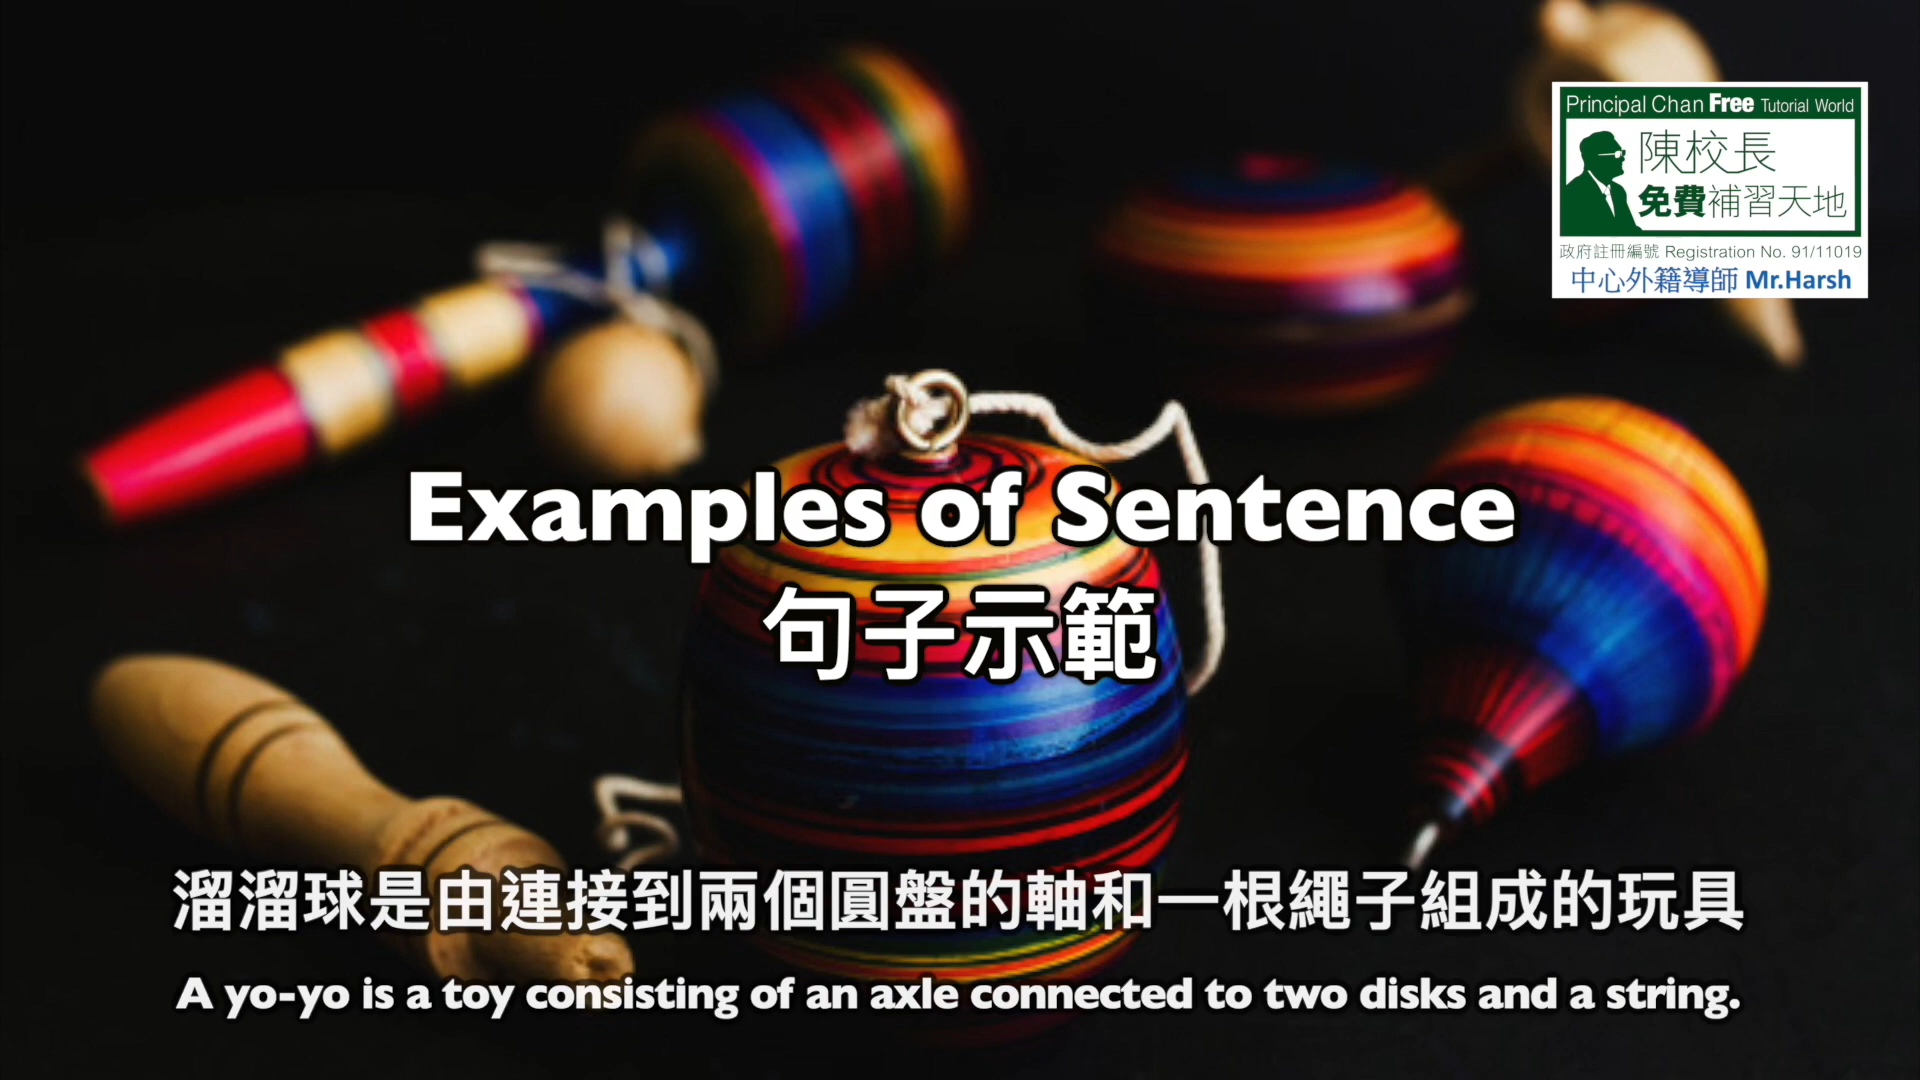 Principal Chan Free Tutorial World
陳校長
免費補習天地
政府註冊編號 Registration No. 91/11019
中心外籍導師 Mr.Harsh
Examples of Sentence
句子示範
溜溜球是由連接到兩個圓盤的軸和一根繩子組成的玩具
A yo-yo is a toy consisting of an axle connected to two disks and a string.